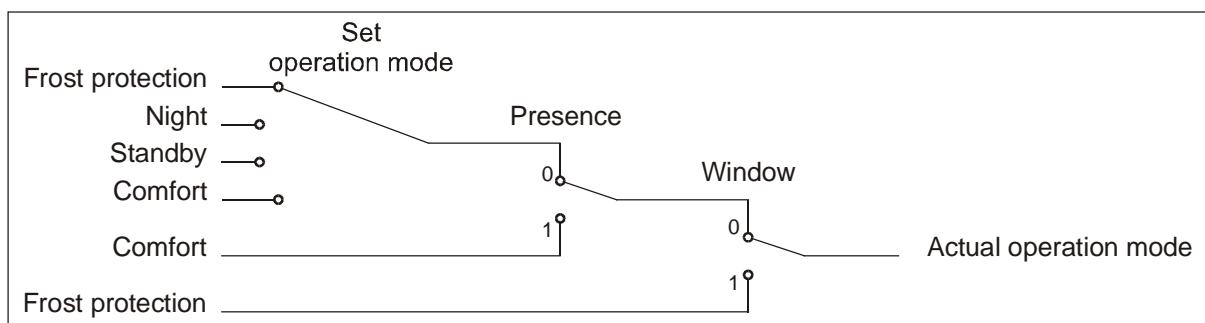 Set
operation mode
Frost protection
Night
Presence
Standby
0
Window
Comfort
1
0
Comfort
Actual operation mode
1
Frost protection